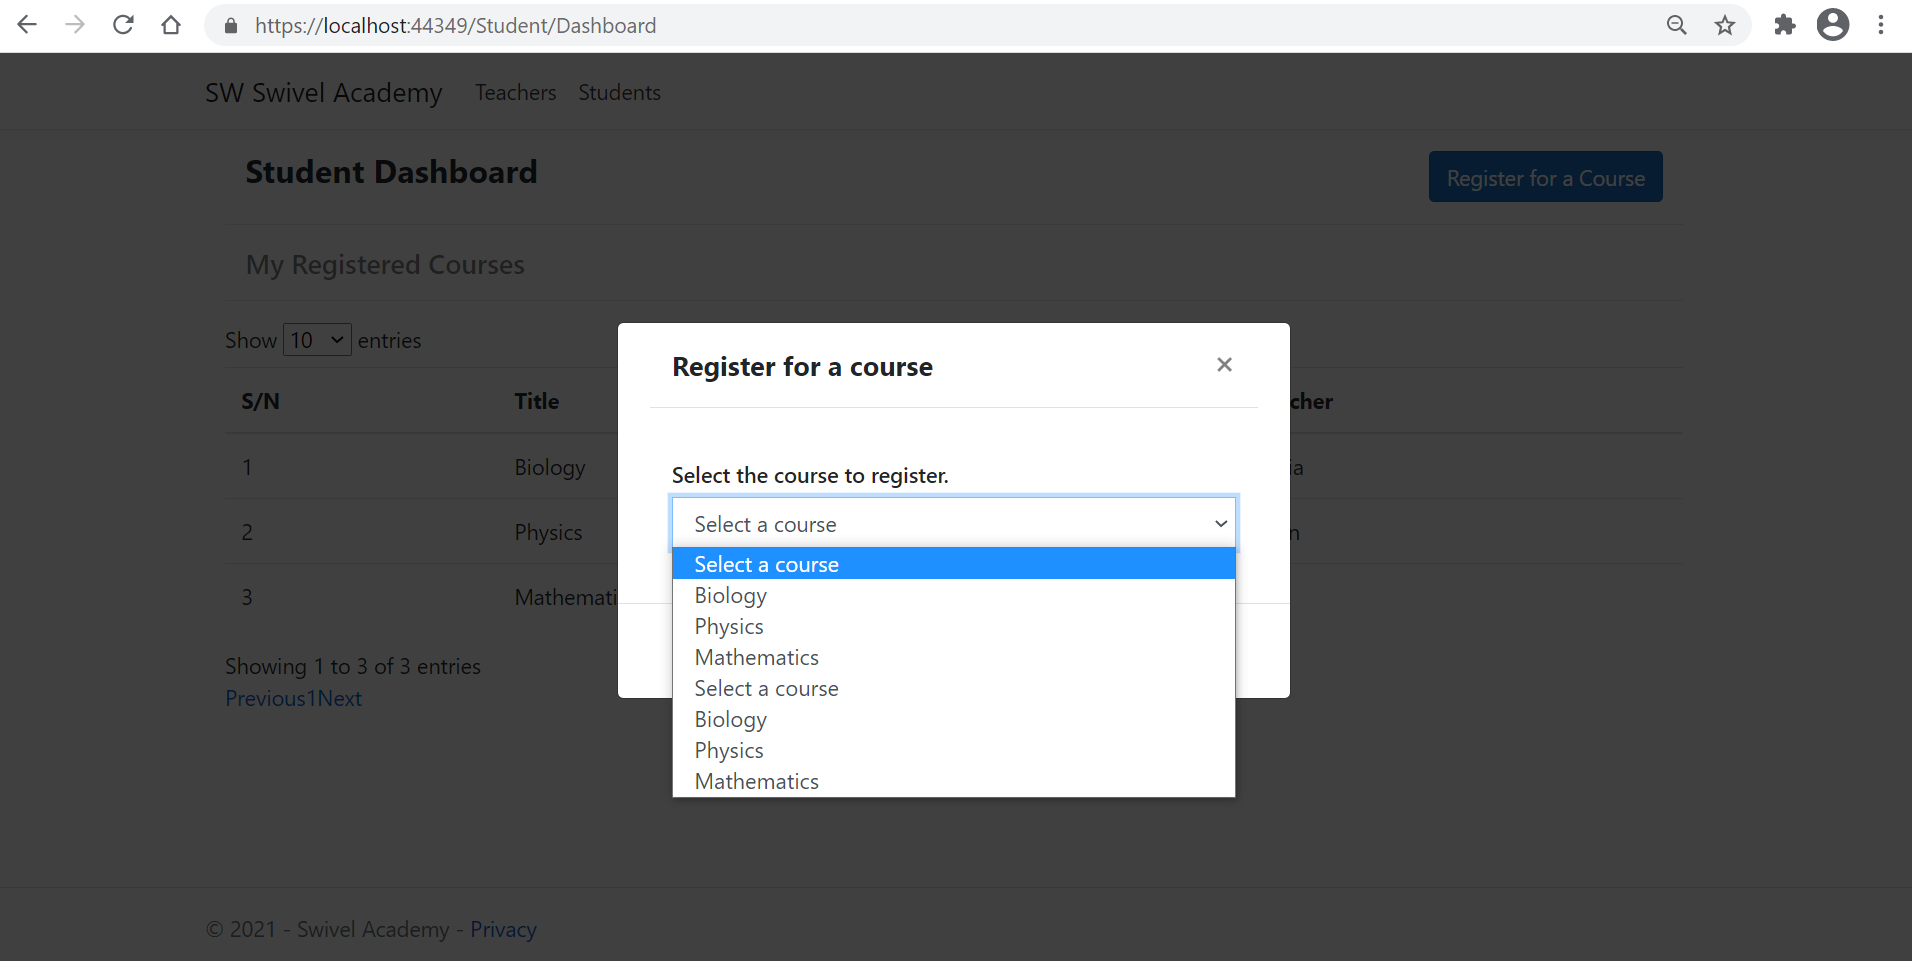 https://localhost:44349/Student/Dashboard
SW Swivel Academy Teachers Students
Student Dashboard
Register for a Course
My Registered Courses
Show 10 entries
S/N Title cher
1 Biology ia
2 Physics n
3 Mathemati
Showing 1 to 3 of 3 entries
Previous1Next
Register for a course ×
Select the course to register.
Select a course
Select a course
Biology
Physics
Mathematics
Select a course
Biology
Physics
Mathematics
© 2021 - Swivel Academy - Privacy